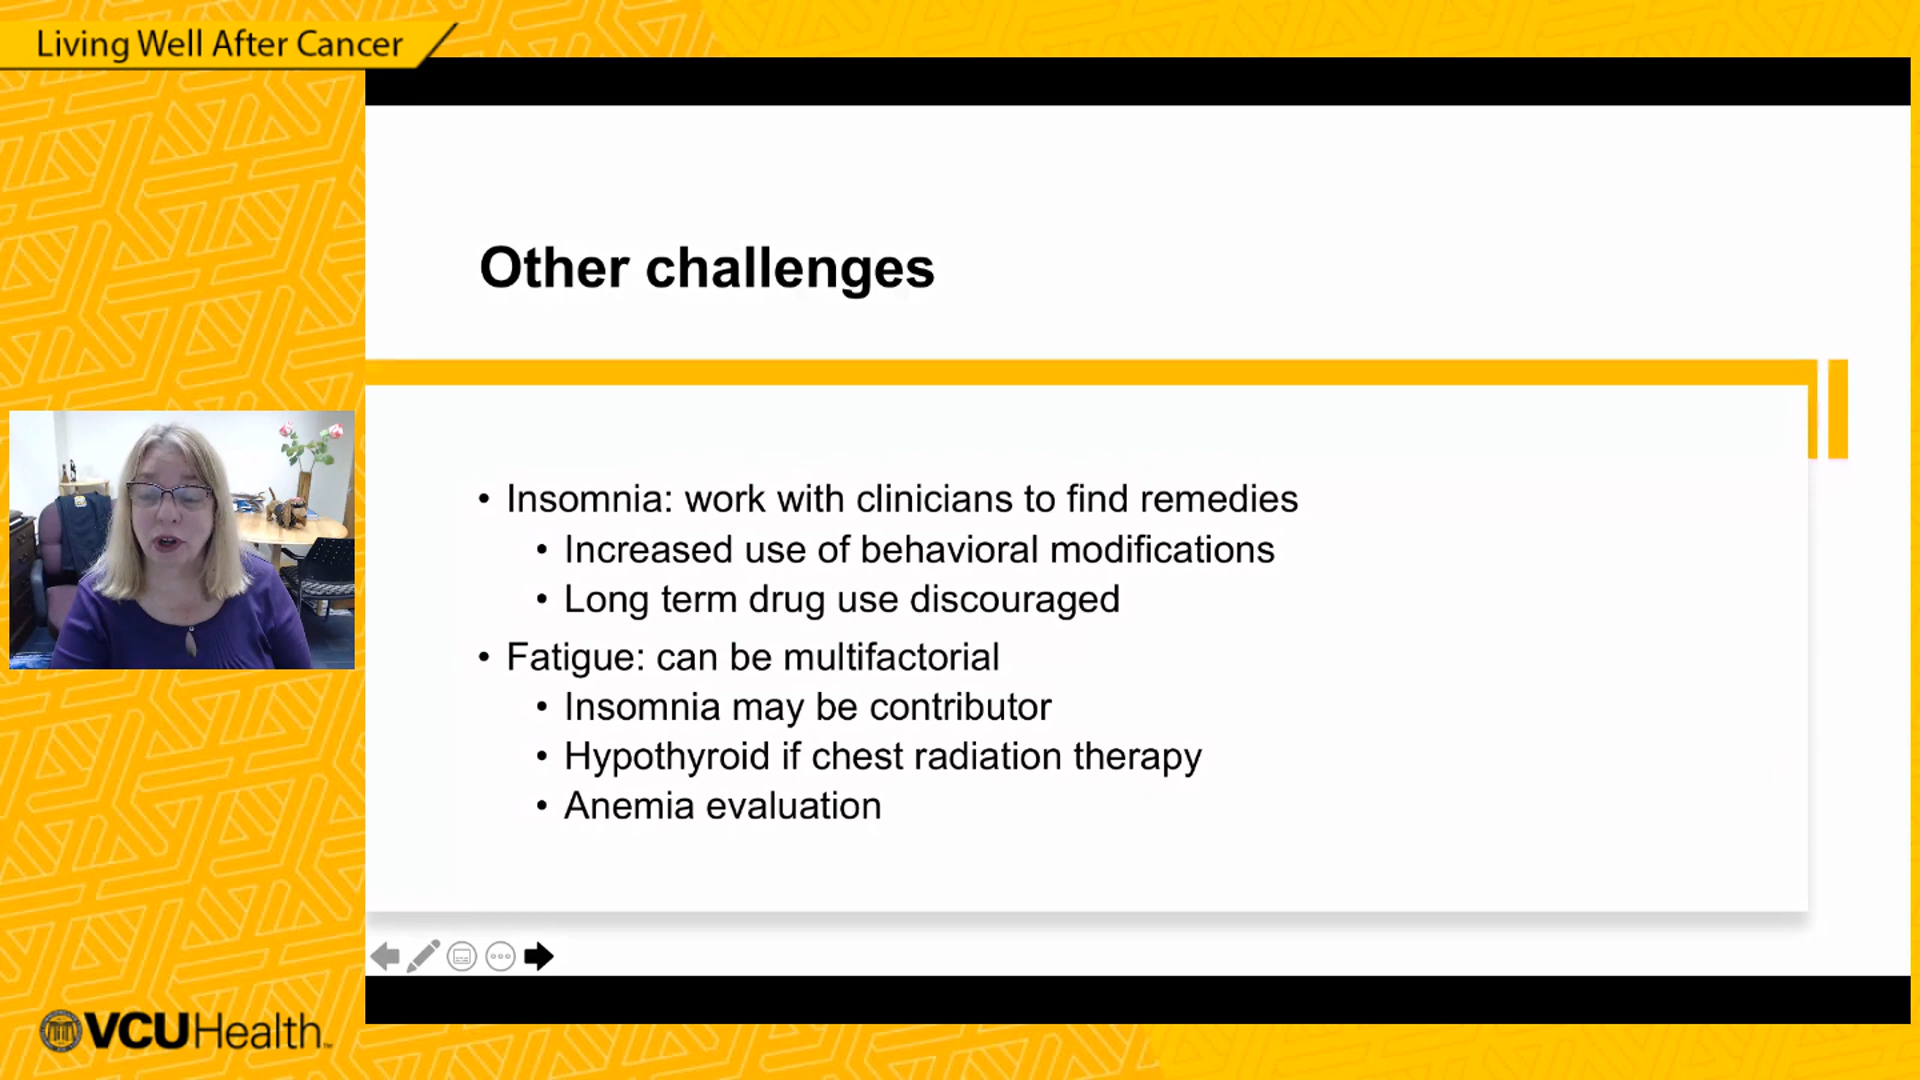 Living Well After Cancer
Other challenges
• Insomnia: work with clinicians to find remedies
• Increased use of behavioral modifications
• Long term drug use discouraged
• Fatigue: can be multifactorial
• Insomnia may be contributor
• Hypothyroid if chest radiation therapy
• Anemia evaluation
VCUHealth™